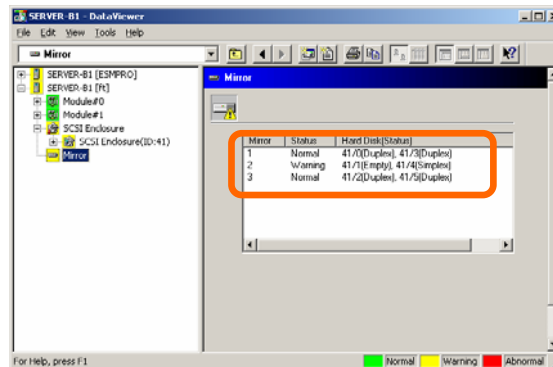 SERVER-B1 - DataViewer
File Edit View Tools Help
Mirror
SERVER-B1 [ESMPRO]
SERVER-B1 [ft]
Module#0
Module#1
SCSI Enclosure
SCSI Endosure(ID:41)
Mirror
Mirror
Mirror Status Hard Disk(Status)
1 Normal 41/0(Duplex), 41/3(Duplex)
2 Warning 41/1(Empty), 41/4(Simplex)
3 Normal 41/2(Duplex), 41/5(Duplex)
For Help, press F1
Normal Warning Abnormal